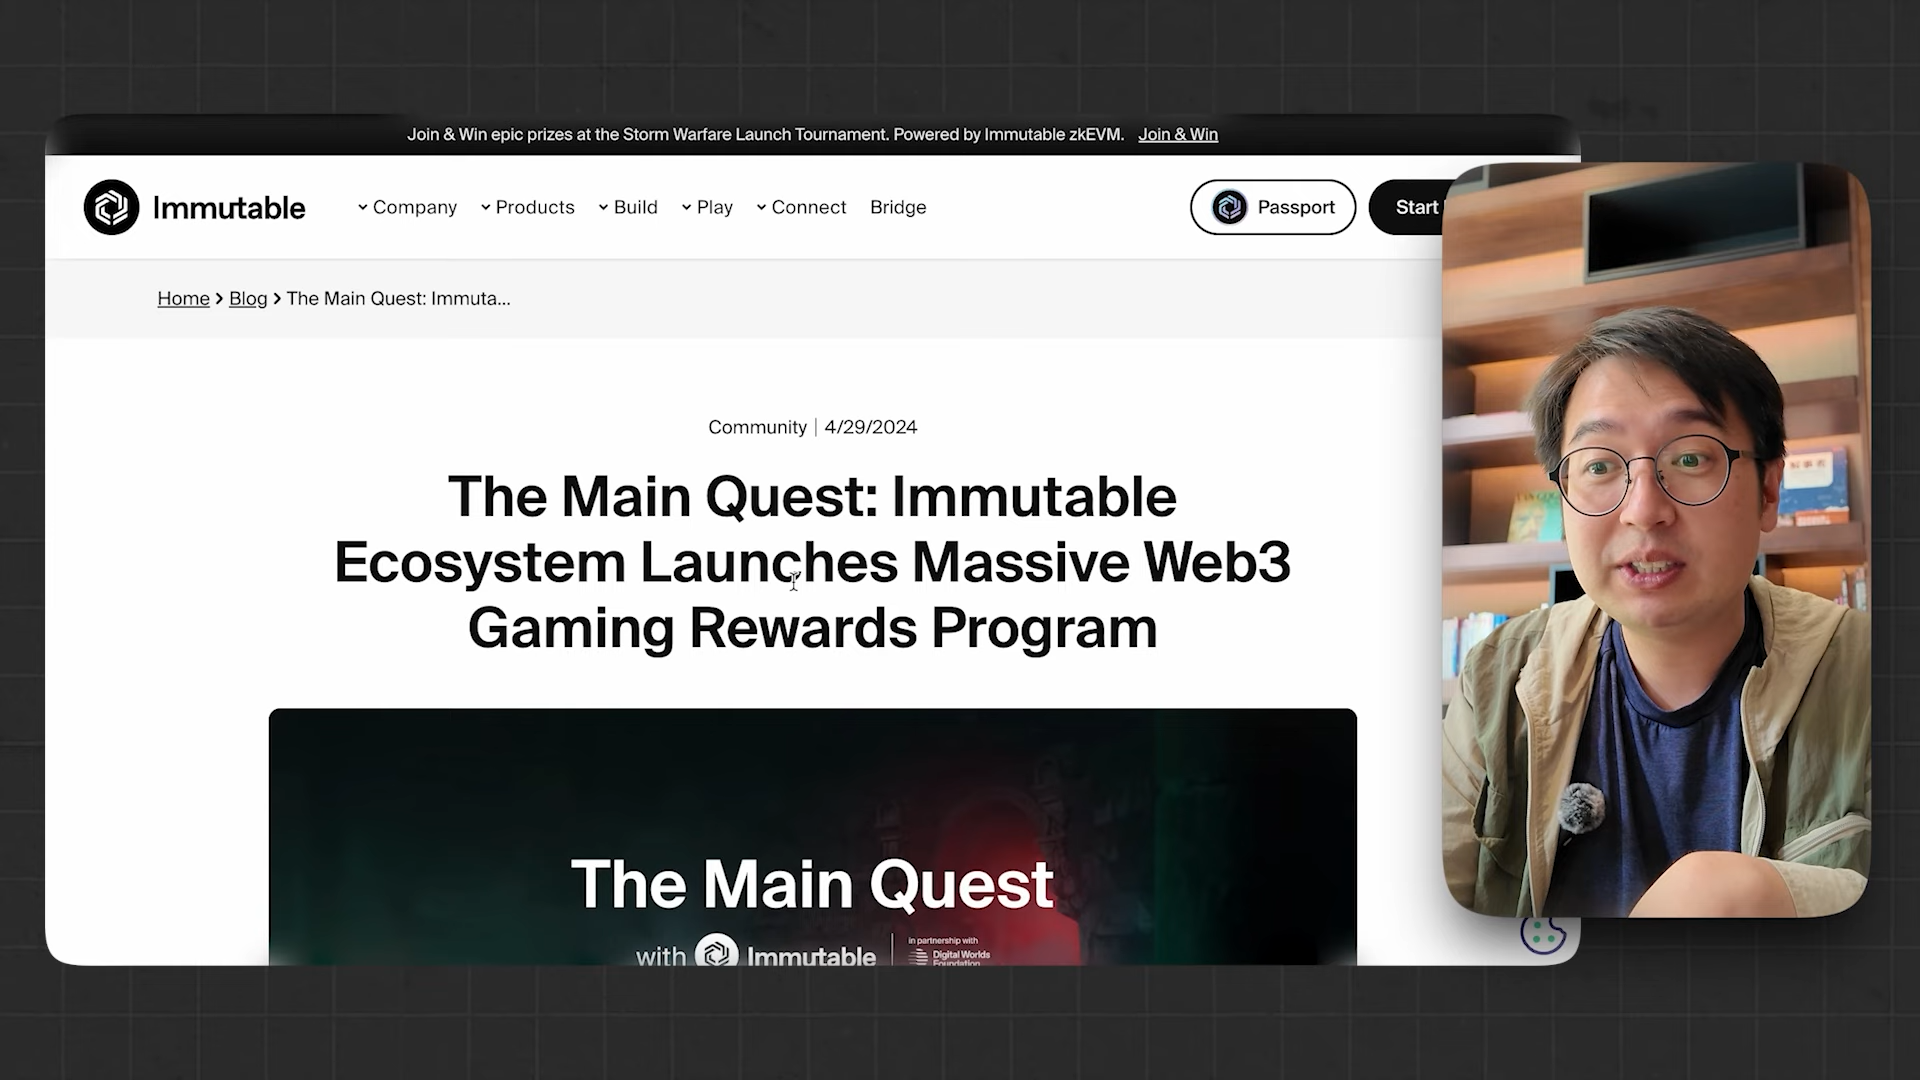 Join & Win epic prizes at the Storm Warfare Launch Tournament. Powered by Immutable zkEVM. Join & Win
Immutable Company Products Build Play Connect Bridge Passport Start
Home > Blog > The Main Quest: Immuta...
Community | 4/29/2024
The Main Quest: Immutable
Ecosystem Launches Massive Web3
Gaming Rewards Program
The Main Quest
in partnership with
with Immutable Digital Worlds
Foundation